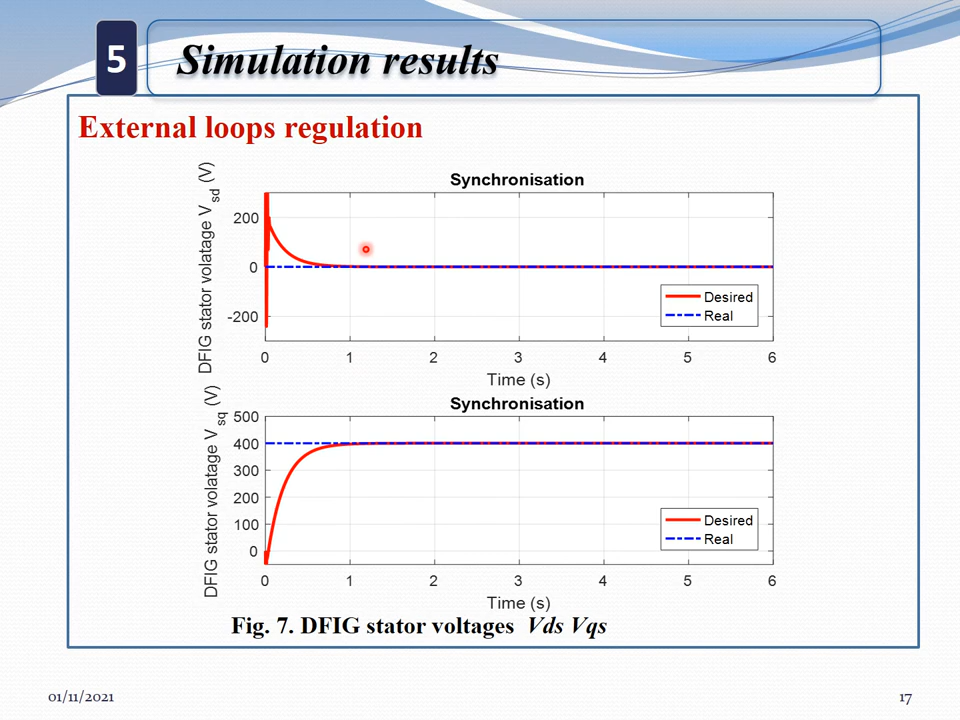 5
Simulation results
External loops regulation
Synchronisation
DFIG stator volatage V sd (V)
200
0
-200
Desired
Real
0 1 2 3 4 5 6
Time (s)
Synchronisation
DFIG stator volatage V sq (V)
500
400
300
200
100
0
Desired
Real
0 1 2 3 4 5 6
Time (s)
Fig. 7. DFIG stator voltages Vds Vqs
01/11/2021
17